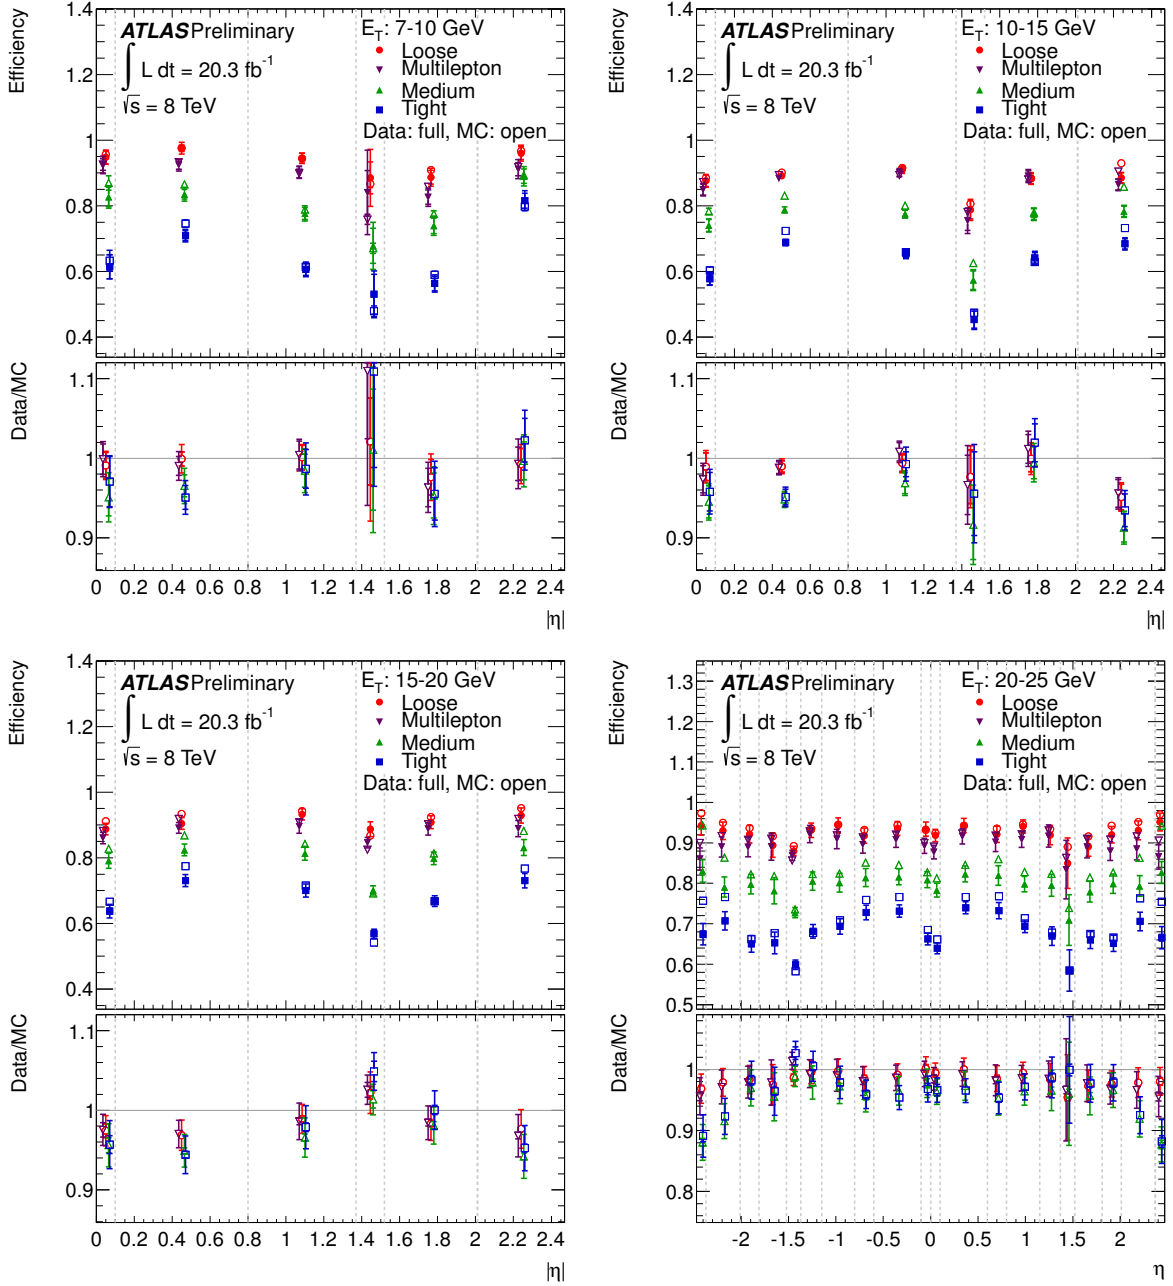 Efficiency
1.4
1.2
1
0.8
0.6
0.4
ATLAS Preliminary
∫ L dt = 20.3 fb⁻¹
√s = 8 TeV
E_T: 7-10 GeV
Loose
Multilepton
Medium
Tight
Data: full, MC: open
Data/MC
1.1
1
0.9
0 0.2 0.4 0.6 0.8 1 1.2 1.4 1.6 1.8 2 2.2 2.4
|η|
Efficiency
1.4
1.2
1
0.8
0.6
0.4
ATLAS Preliminary
∫ L dt = 20.3 fb⁻¹
√s = 8 TeV
E_T: 10-15 GeV
Loose
Multilepton
Medium
Tight
Data: full, MC: open
Data/MC
1.1
1
0.9
0 0.2 0.4 0.6 0.8 1 1.2 1.4 1.6 1.8 2 2.2 2.4
|η|
Efficiency
1.4
1.2
1
0.8
0.6
0.4
ATLAS Preliminary
∫ L dt = 20.3 fb⁻¹
√s = 8 TeV
E_T: 15-20 GeV
Loose
Multilepton
Medium
Tight
Data: full, MC: open
Data/MC
1.1
1
0.9
0 0.2 0.4 0.6 0.8 1 1.2 1.4 1.6 1.8 2 2.2 2.4
|η|
Efficiency
1.3
1.2
1.1
1
0.9
0.8
0.7
0.6
0.5
ATLAS Preliminary
∫ L dt = 20.3 fb⁻¹
√s = 8 TeV
E_T: 20-25 GeV
Loose
Multilepton
Medium
Tight
Data: full, MC: open
Data/MC
1
0.9
0.8
-2 -1.5 -1 -0.5 0 0.5 1 1.5 2
η